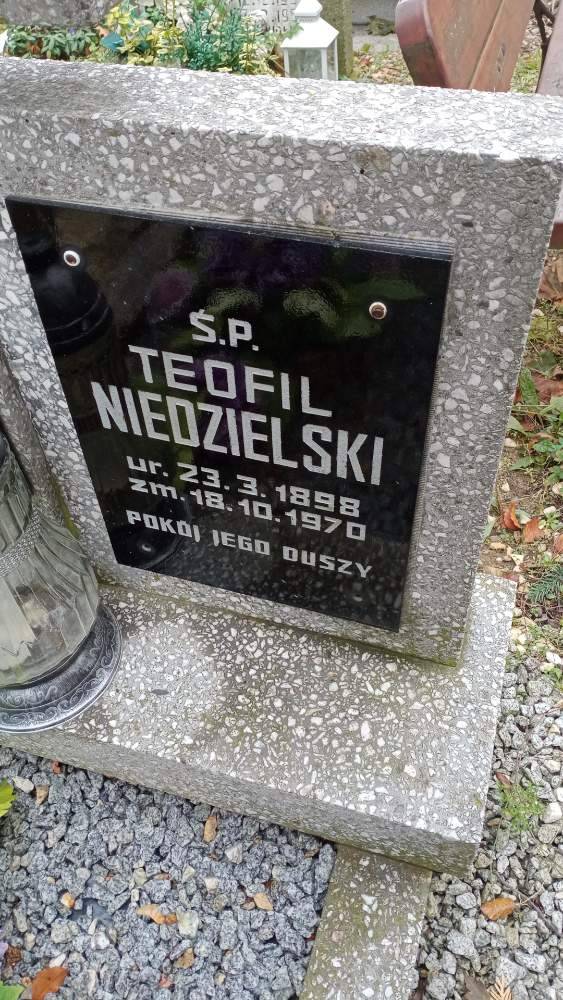 Ś.P.
TEOFIL
NIEDZIELSKI
ur. 23.3.1898
zm. 18.10.1970
POKÓJ JEGO DUSZY